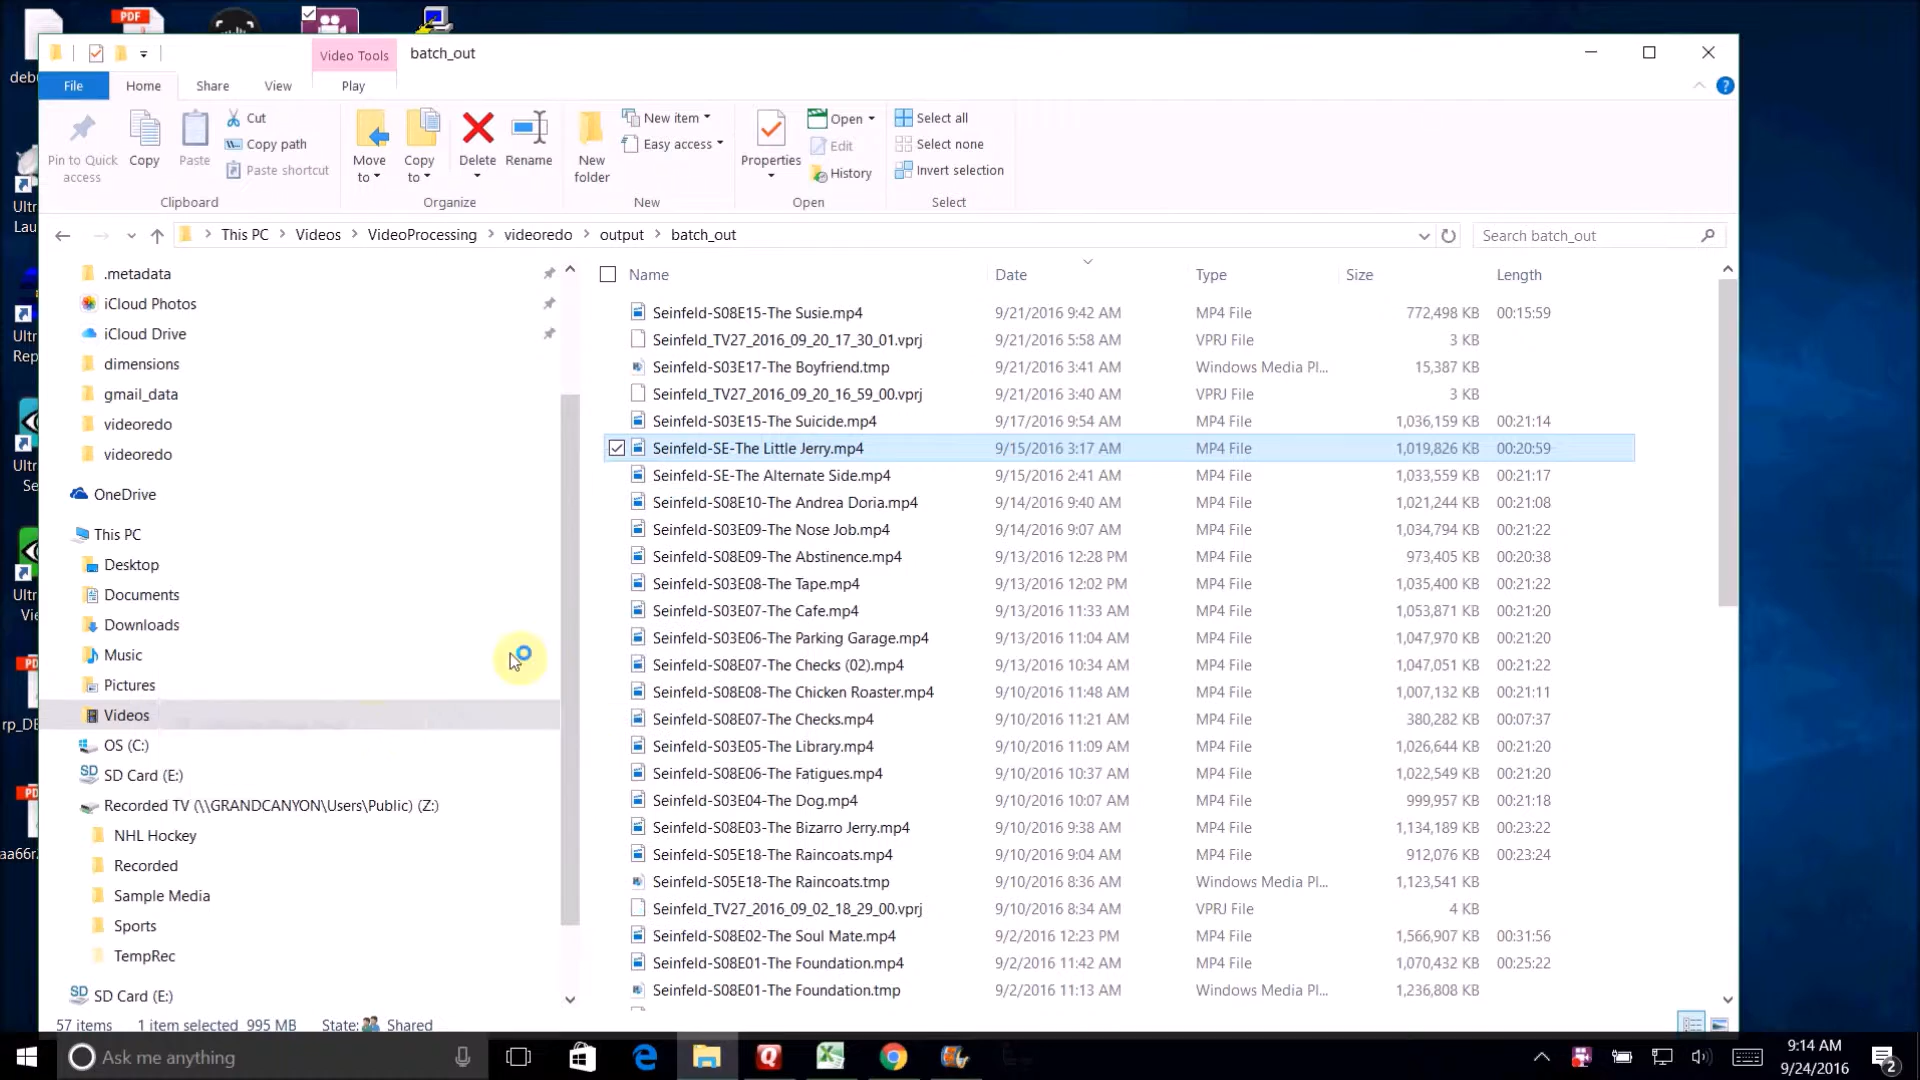 PDF
Video Tools
batch_out
File
Home
Share
View
Play
Pin to Quick access
Copy
Paste
Cut
Copy path
Paste shortcut
Clipboard
Move to
Copy to
Delete
Rename
Organize
New folder
New item
Easy access
New
Properties
Open
Edit
History
Open
Select all
Select none
Invert selection
Select
This PC > Videos > VideoProcessing > videoredo > output > batch_out
Search batch_out
.metadata
iCloud Photos
iCloud Drive
dimensions
gmail_data
videoredo
videoredo
OneDrive
This PC
Desktop
Documents
Downloads
Music
Pictures
Videos
OS (C:)
SD Card (E:)
Recorded TV (\\GRANDCANYON\Users\Public) (Z:)
NHL Hockey
Recorded
Sample Media
Sports
TempRec
SD Card (E:)
Name Date Type Size Length
Seinfeld-S08E15-The Susie.mp4 9/21/2016 9:42 AM MP4 File 772,498 KB 00:15:59
Seinfeld_TV27_2016_09_20_17_30_01.vprj 9/21/2016 5:58 AM VPRJ File 3 KB
Seinfeld-S03E17-The Boyfriend.tmp 9/21/2016 3:41 AM Windows Media Pl... 15,387 KB
Seinfeld_TV27_2016_09_20_16_59_00.vprj 9/21/2016 3:40 AM VPRJ File 3 KB
Seinfeld-S03E15-The Suicide.mp4 9/17/2016 9:54 AM MP4 File 1,036,159 KB 00:21:14
Seinfeld-SE-The Little Jerry.mp4 9/15/2016 3:17 AM MP4 File 1,019,826 KB 00:20:59
Seinfeld-SE-The Alternate Side.mp4 9/15/2016 2:41 AM MP4 File 1,033,559 KB 00:21:17
Seinfeld-S08E10-The Andrea Doria.mp4 9/14/2016 9:40 AM MP4 File 1,021,244 KB 00:21:08
Seinfeld-S03E09-The Nose Job.mp4 9/14/2016 9:07 AM MP4 File 1,034,794 KB 00:21:22
Seinfeld-S08E09-The Abstinence.mp4 9/13/2016 12:28 PM MP4 File 973,405 KB 00:20:38
Seinfeld-S03E08-The Tape.mp4 9/13/2016 12:02 PM MP4 File 1,035,400 KB 00:21:22
Seinfeld-S03E07-The Cafe.mp4 9/13/2016 11:33 AM MP4 File 1,053,871 KB 00:21:20
Seinfeld-S03E06-The Parking Garage.mp4 9/13/2016 11:04 AM MP4 File 1,047,970 KB 00:21:20
Seinfeld-S08E07-The Checks (02).mp4 9/13/2016 10:34 AM MP4 File 1,047,051 KB 00:21:22
Seinfeld-S08E08-The Chicken Roaster.mp4 9/10/2016 11:48 AM MP4 File 1,007,132 KB 00:21:11
Seinfeld-S08E07-The Checks.mp4 9/10/2016 11:21 AM MP4 File 380,282 KB 00:07:37
Seinfeld-S03E05-The Library.mp4 9/10/2016 11:09 AM MP4 File 1,026,644 KB 00:21:20
Seinfeld-S08E06-The Fatigues.mp4 9/10/2016 10:37 AM MP4 File 1,022,549 KB 00:21:20
Seinfeld-S03E04-The Dog.mp4 9/10/2016 10:07 AM MP4 File 999,957 KB 00:21:18
Seinfeld-S08E03-The Bizarro Jerry.mp4 9/10/2016 9:38 AM MP4 File 1,134,189 KB 00:23:22
Seinfeld-S05E18-The Raincoats.mp4 9/10/2016 9:04 AM MP4 File 912,076 KB 00:23:24
Seinfeld-S05E18-The Raincoats.tmp 9/10/2016 8:36 AM Windows Media Pl... 1,123,541 KB
Seinfeld_TV27_2016_09_02_18_29_00.vprj 9/10/2016 8:34 AM VPRJ File 4 KB
Seinfeld-S08E02-The Soul Mate.mp4 9/2/2016 12:23 PM MP4 File 1,566,907 KB 00:31:56
Seinfeld-S08E01-The Foundation.mp4 9/2/2016 11:42 AM MP4 File 1,070,432 KB 00:25:22
Seinfeld-S08E01-The Foundation.tmp 9/2/2016 11:13 AM Windows Media Pl... 1,236,808 KB
57 items 1 item selected 995 MB State: Shared
Ask me anything
9:14 AM
9/24/2016
2